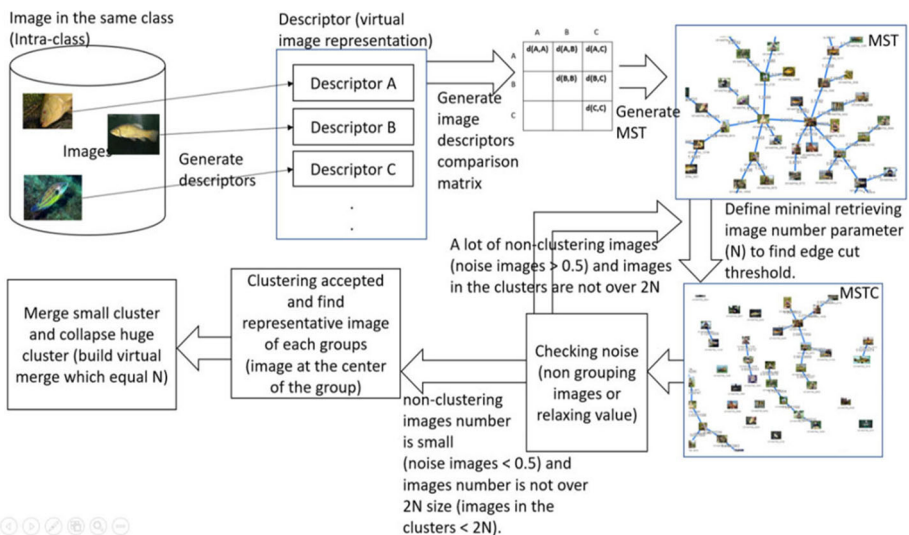 Image in the same class
(Intra-class)
Images
Generate
descriptors
Descriptor (virtual
image representation)
Descriptor A
Descriptor B
Descriptor C
.
.
Generate
image
descriptors
comparison
matrix
A B C
A d(A,A) d(A,B) d(A,C)
B d(B,B) d(B,C)
C d(C,C)
Generate
MST
MST
Define minimal retrieving
image number parameter
(N) to find edge cut
threshold.
MSTC
A lot of non-clustering images
(noise images > 0.5) and images
in the clusters are not over 2N
Checking noise
(non grouping
images or
relaxing value)
non-clustering
images number
is small
(noise images < 0.5) and
images number is not over
2N size (images in the
clusters < 2N).
Clustering accepted
and find
representative image
of each groups
(image at the center
of the group)
Merge small cluster
and collapse huge
cluster (build virtual
merge which equal N)